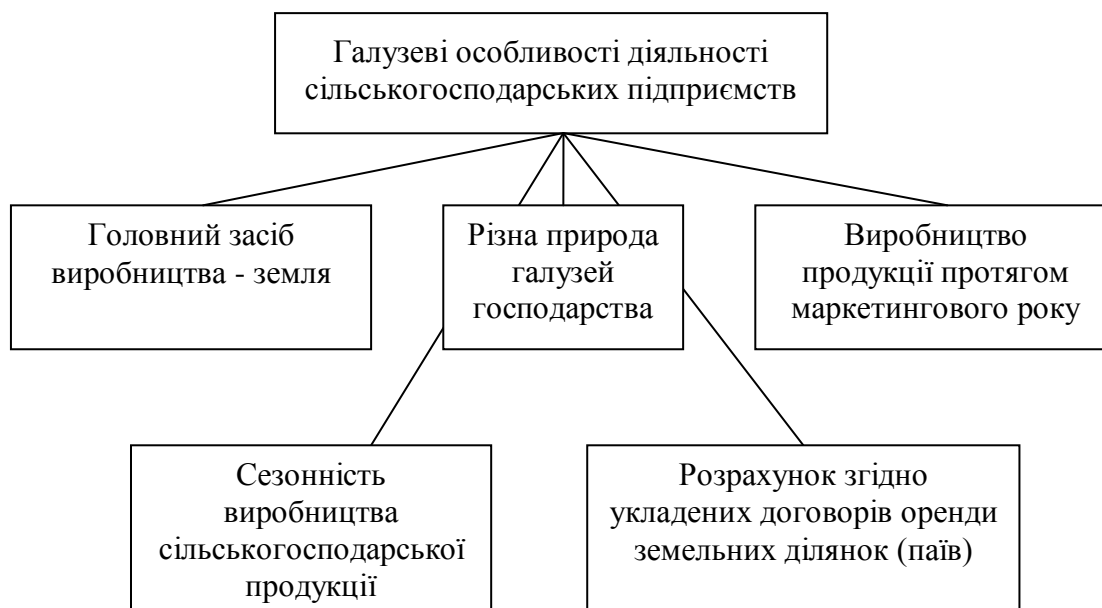 Галузеві особливості діяльності
сільськогосподарських підприємств
Головний засіб
виробництва - земля
Різна природа
галузей
господарства
Виробництво
продукції протягом
маркетингового року
Сезонність
виробництва
сільськогосподарської
продукції
Розрахунок згідно
укладених договорів оренди
земельних ділянок (паїв)